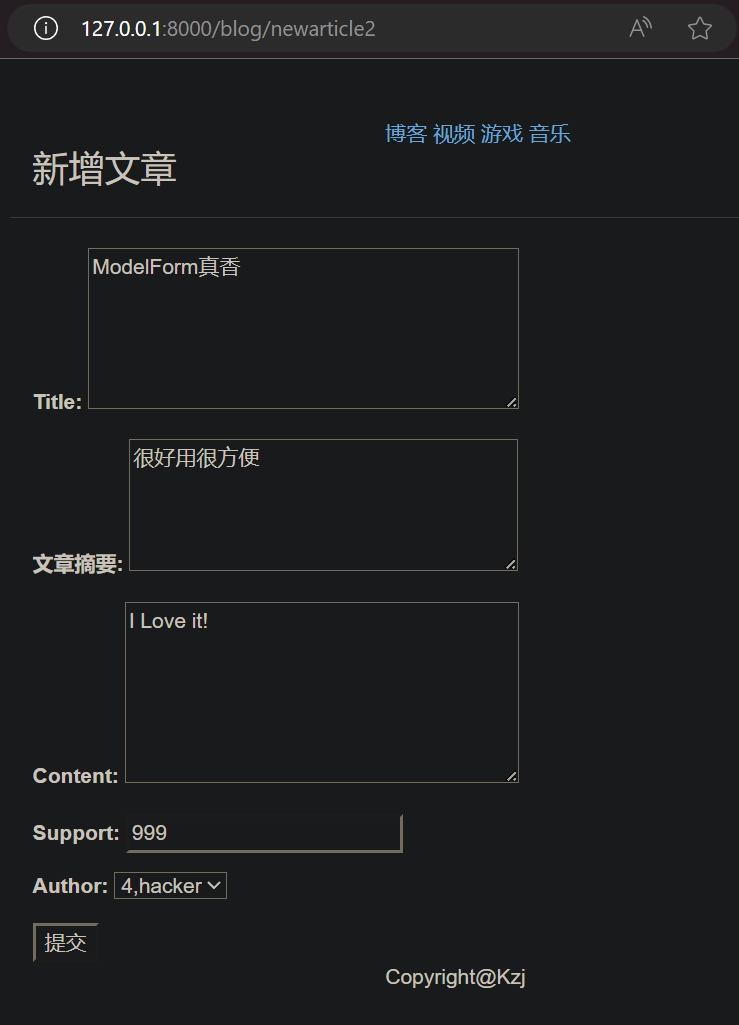 127.0.0.1:8000/blog/newarticle2
博客 视频 游戏 音乐
新增文章
ModelForm真香
Title:
很好用很方便
文章摘要:
I Love it!
Content:
Support: 999
Author: 4,hacker
提交
Copyright@Kzj